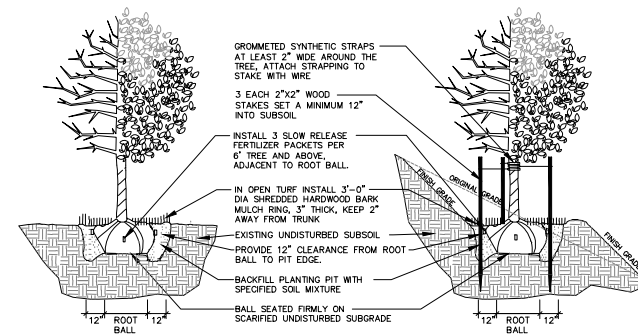 GROMMETED SYNTHETIC STRAPS
AT LEAST 2" WIDE AROUND THE
TREE, ATTACH STRAPPING TO
STAKE WITH WIRE
3 EACH 2"X2" WOOD
STAKES SET A MINIMUM 12"
INTO SUBSOIL
INSTALL 3 SLOW RELEASE
FERTILIZER PACKETS PER
6' TREE AND ABOVE,
ADJACENT TO ROOT BALL.
IN OPEN TURF INSTALL 3'-0"
DIA SHREDDED HARDWOOD BARK
MULCH RING, 3" THICK, KEEP 2"
AWAY FROM TRUNK
EXISTING UNDISTURBED SUBSOIL
PROVIDE 12" CLEARANCE FROM ROOT
BALL TO PIT EDGE.
BACKFILL PLANTING PIT WITH
SPECIFIED SOIL MIXTURE
BALL SEATED FIRMLY ON
SCARIFIED UNDISTURBED SUBGRADE
FINISH GRADE
ORIGINAL GRADE
FINISH GRADE
12" ROOT 12"
BALL
12" ROOT 12"
BALL